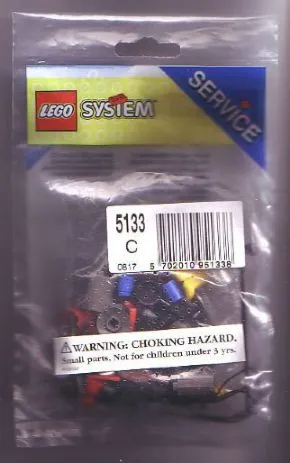 LEGO SYSTEM
SERVICE
5133
C
0817 5 702010 951338
⚠WARNING: CHOKING HAZARD.
Small parts. Not for children under 3 yrs.